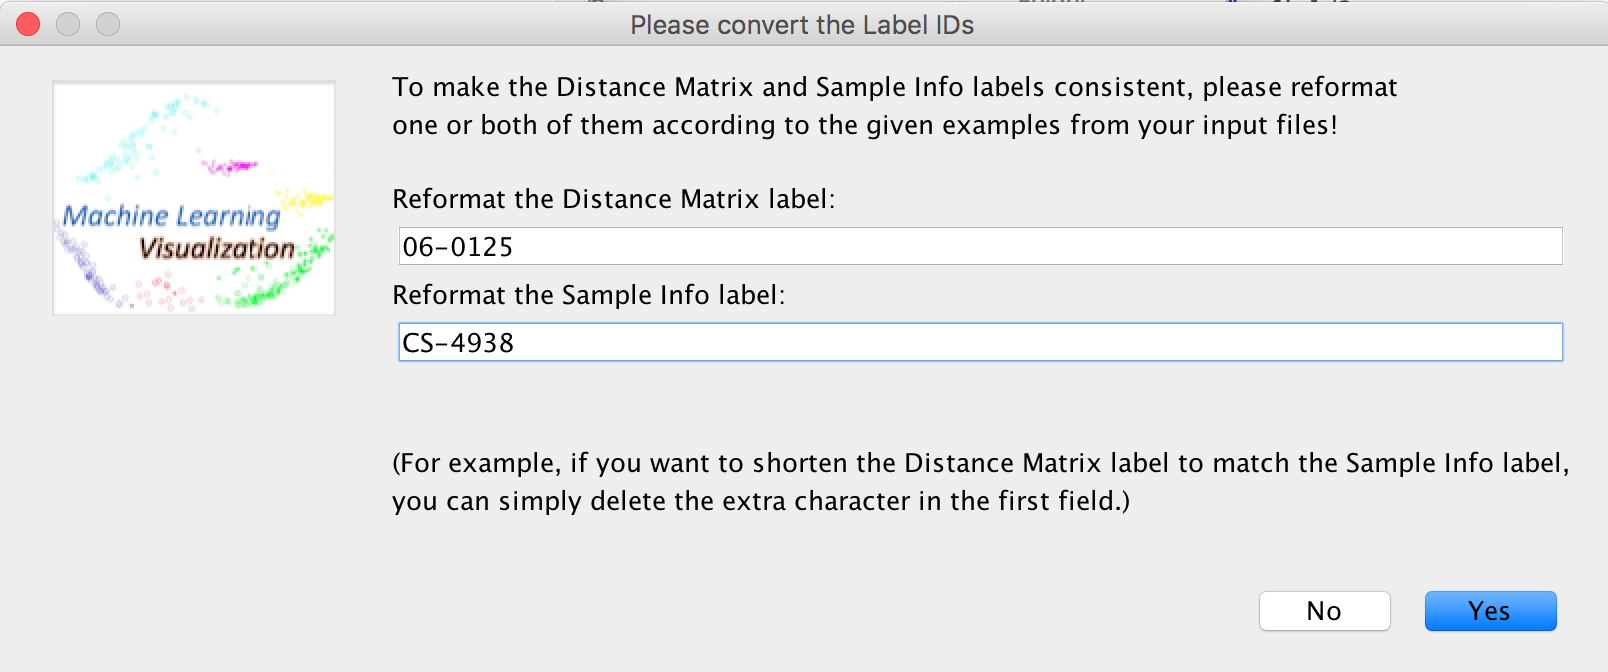 Please convert the Label IDs
To make the Distance Matrix and Sample Info labels consistent, please reformat
one or both of them according to the given examples from your input files!
Machine Learning
Visualization
Reformat the Distance Matrix label:
06-0125
Reformat the Sample Info label:
CS-4938
(For example, if you want to shorten the Distance Matrix label to match the Sample Info label,
you can simply delete the extra character in the first field.)
No
Yes